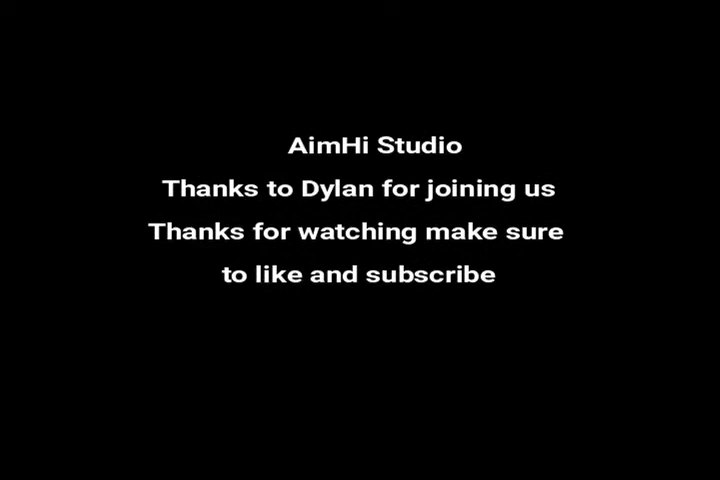 AimHi Studio
Thanks to Dylan for joining us
Thanks for watching make sure
to like and subscribe